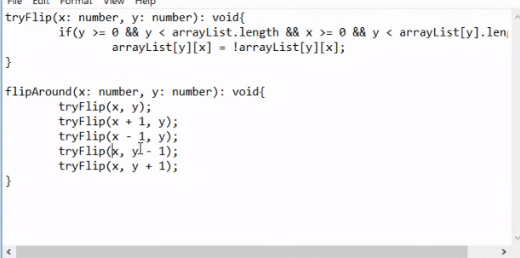 File Edit Format View Help
tryFlip(x: number, y: number): void{
if(y >= 0 && y < arrayList.length && x >= 0 && y < arrayList[y].len
arrayList[y][x] = !arrayList[y][x];
}
flipAround(x: number, y: number): void{
tryFlip(x, y);
tryFlip(x + 1, y);
tryFlip(x - 1, y);
tryFlip(x, y - 1);
tryFlip(x, y + 1);
}